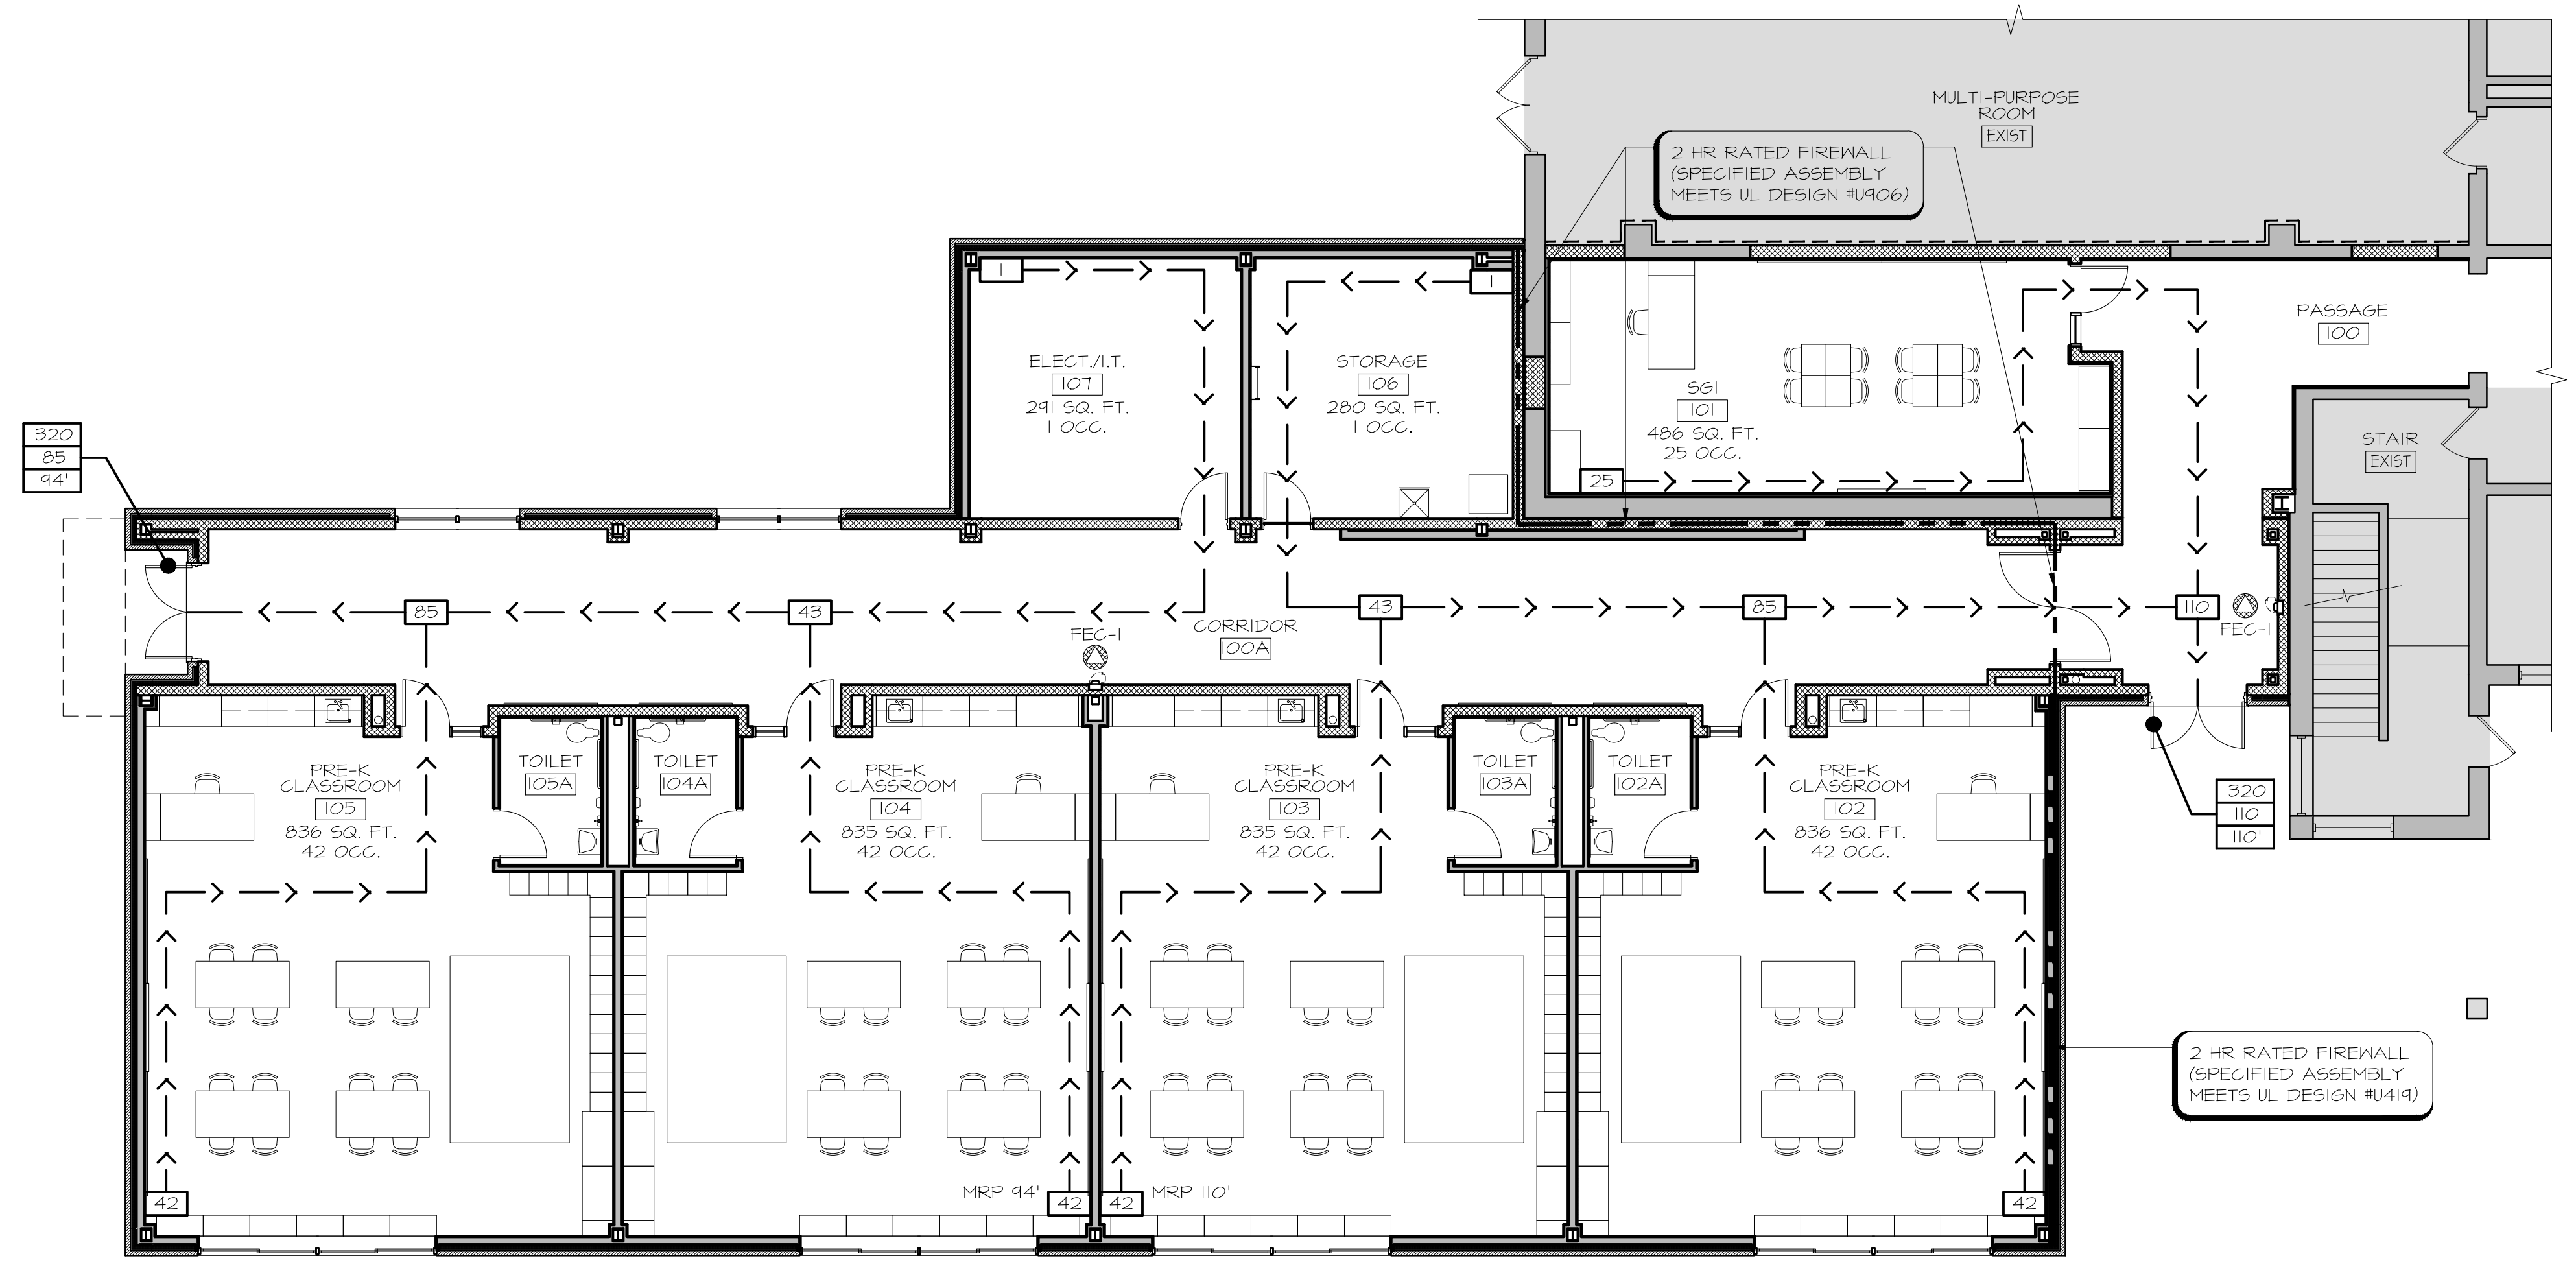 MULTI-PURPOSE
ROOM
EXIST
2 HR RATED FIREWALL
(SPECIFIED ASSEMBLY
MEETS UL DESIGN #U906)
1
1
PASSAGE
100
ELECT./I.T.
107
291 SQ. FT.
1 OCC.
STORAGE
106
280 SQ. FT.
1 OCC.
SGI
101
486 SQ. FT.
25 OCC.
25
STAIR
EXIST
320
85
94'
85
43
43
85
110
FEC-1
CORRIDOR
100A
FEC-1
PRE-K
CLASSROOM
105
836 SQ. FT.
42 OCC.
TOILET
105A
TOILET
104A
PRE-K
CLASSROOM
104
835 SQ. FT.
42 OCC.
PRE-K
CLASSROOM
103
835 SQ. FT.
42 OCC.
TOILET
103A
TOILET
102A
PRE-K
CLASSROOM
102
836 SQ. FT.
42 OCC.
320
110
110'
2 HR RATED FIREWALL
(SPECIFIED ASSEMBLY
MEETS UL DESIGN #U419)
42
MRP 94'
42
42
MRP 110'
42